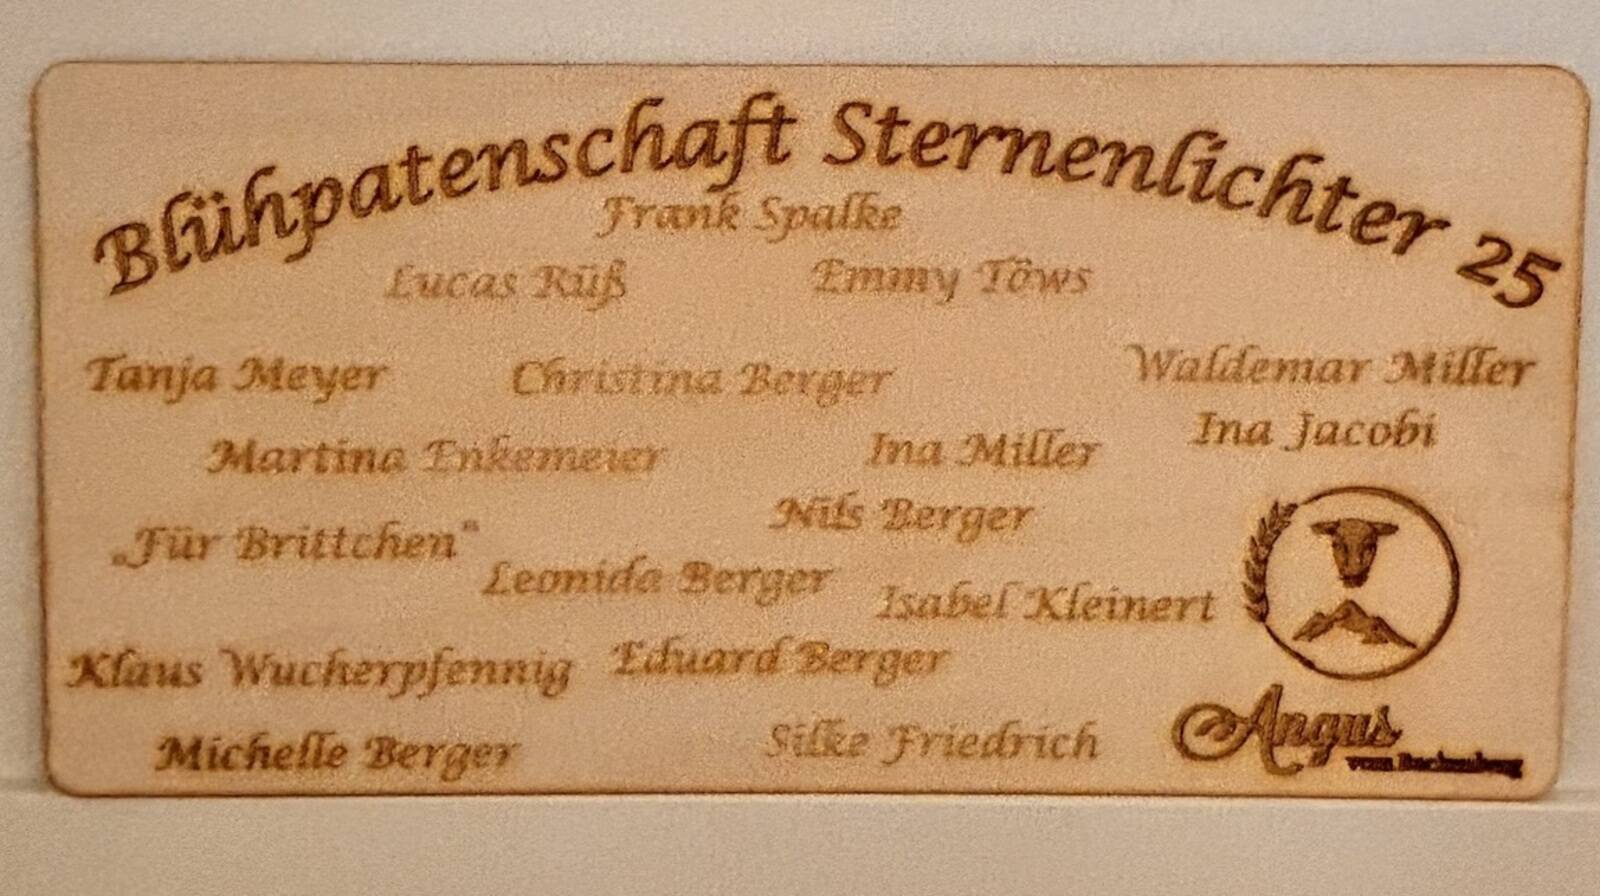 Blühpatenschaft Sternenlichter 25
Frank Spalke
Lucas Rüß Emmy Töws
Tanja Meyer Christina Berger Waldemar Miller
Martina Enkemeier Ina Miller Ina Jacobi
Nils Berger
„Für Brittchen“
Leonida Berger Isabel Kleinert
Klaus Wucherpfennig Eduard Berger
Michelle Berger Silke Friedrich
Angus
vom